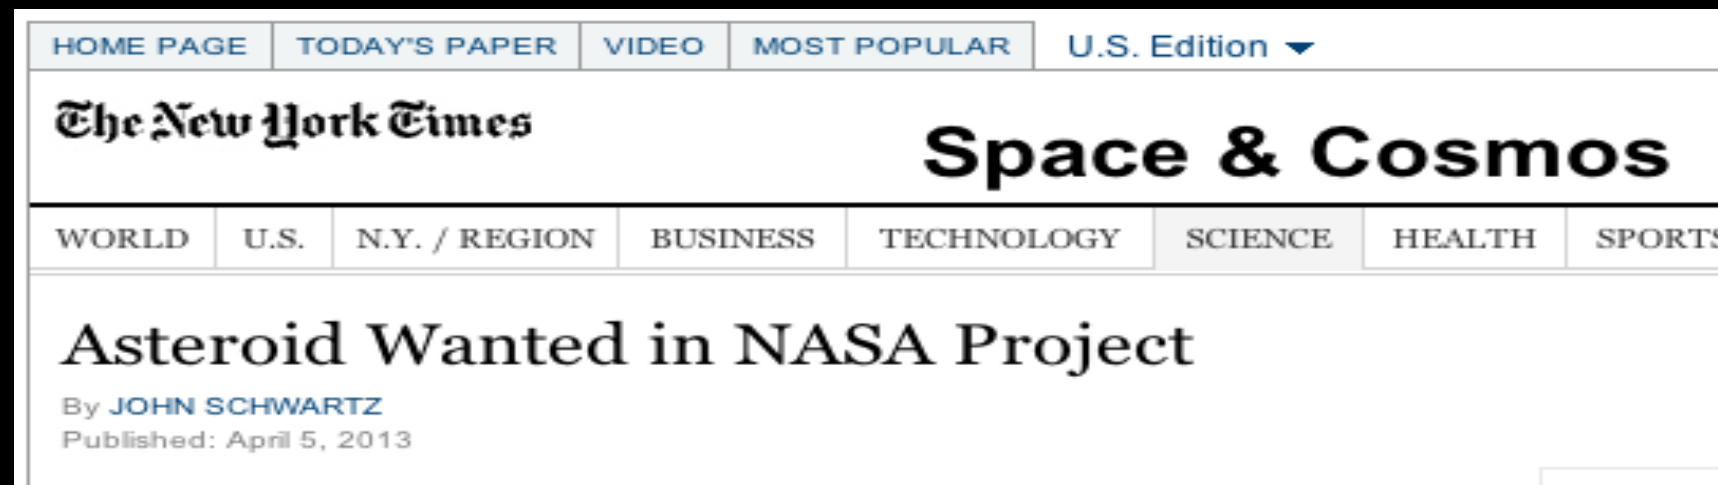 HOME PAGE TODAY'S PAPER VIDEO MOST POPULAR U.S. Edition
The New York Times
Space & Cosmos
WORLD U.S. N.Y. / REGION BUSINESS TECHNOLOGY SCIENCE HEALTH SPORTS
Asteroid Wanted in NASA Project
By JOHN SCHWARTZ
Published: April 5, 2013